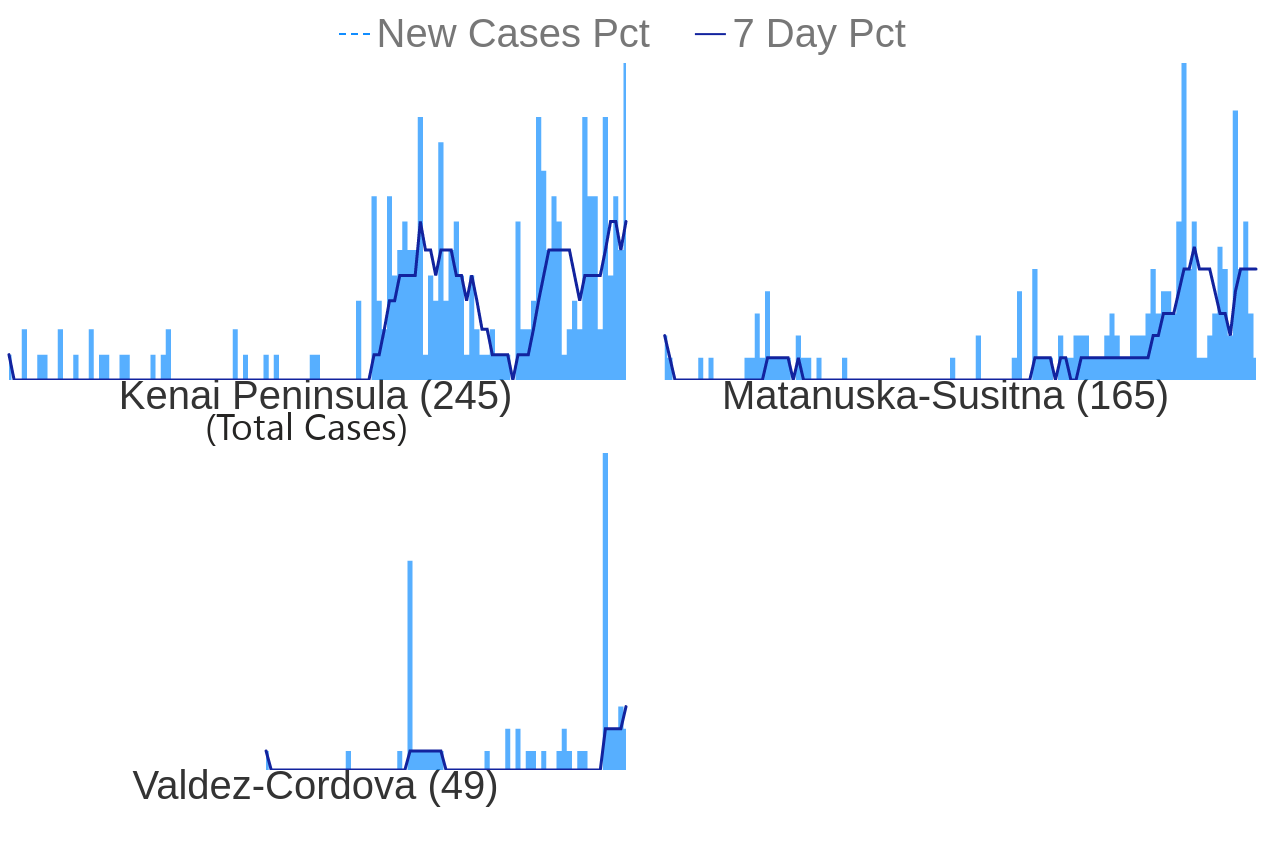 New Cases Pct 7 Day Pct
Kenai Peninsula (245)
(Total Cases)
Matanuska-Susitna (165)
Valdez-Cordova (49)